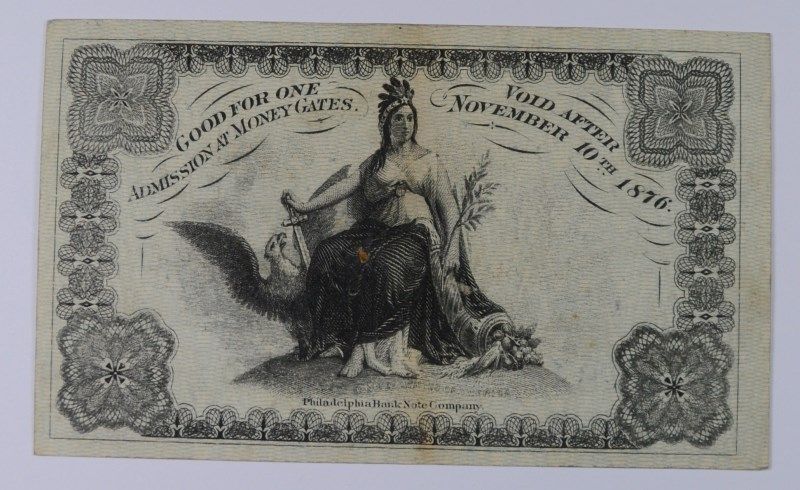 GOOD FOR ONE
ADMISSION AT MONEY GATES.
VOID AFTER
NOVEMBER 10TH 1876.
Philadelphia Bank Note Company.